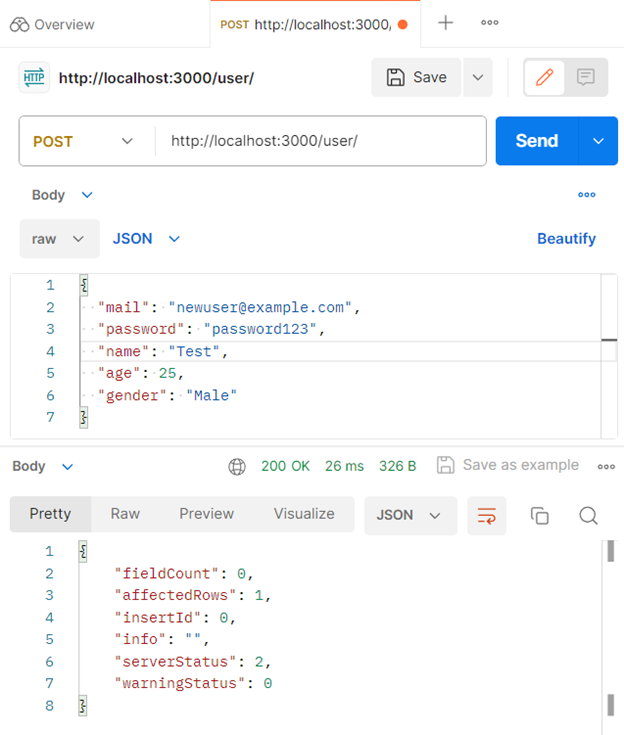 Overview
POST http://localhost:3000/
HTTP http://localhost:3000/user/
Save
POST http://localhost:3000/user/
Send
Body
raw JSON Beautify
1 {
2 "mail": "newuser@example.com",
3 "password": "password123",
4 "name": "Test",
5 "age": 25,
6 "gender": "Male"
7 }
Body 200 OK 26 ms 326 B Save as example
Pretty Raw Preview Visualize JSON
1 {
2 "fieldCount": 0,
3 "affectedRows": 1,
4 "insertId": 0,
5 "info": "",
6 "serverStatus": 2,
7 "warningStatus": 0
8 }